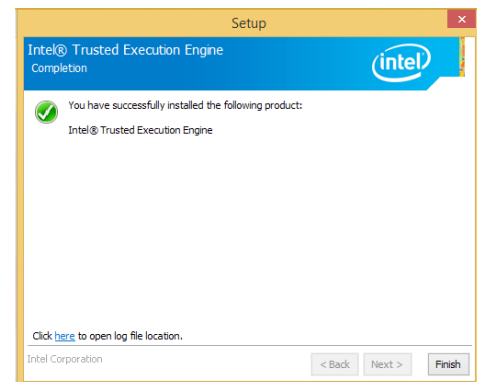 Setup
Intel® Trusted Execution Engine
Completion
intel®
You have successfully installed the following product:
Intel® Trusted Execution Engine
Click here to open log file location.
Intel Corporation
< Back Next > Finish